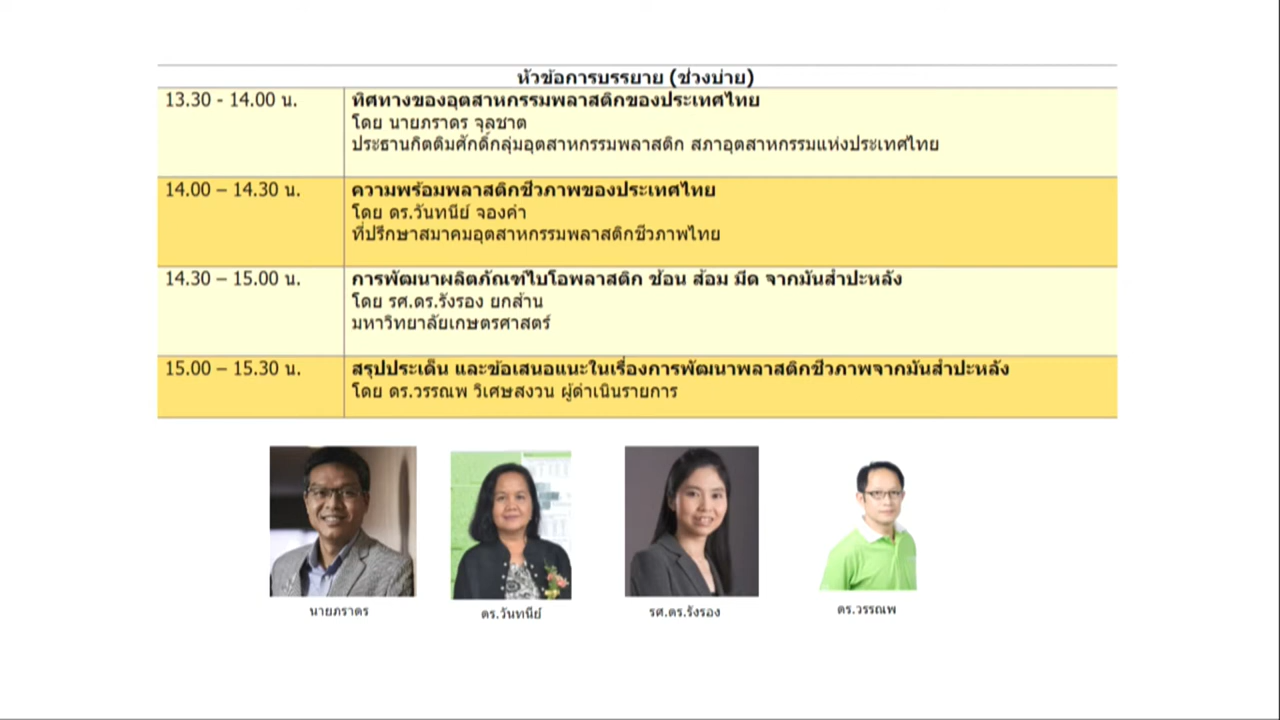 หัวข้อการบรรยาย (ช่วงบ่าย)
13.30 - 14.00 น.
ทิศทางของอุตสาหกรรมพลาสติกของประเทศไทย
โดย นายภราดร จุลชาต
ประธานกิตติมศักดิ์กลุ่มอุตสาหกรรมพลาสติก สภาอุตสาหกรรมแห่งประเทศไทย
14.00 – 14.30 น.
ความพร้อมพลาสติกชีวภาพของประเทศไทย
โดย ดร.วันทนีย์ จองคำ
ที่ปรึกษาสมาคมอุตสาหกรรมพลาสติกชีวภาพไทย
14.30 – 15.00 น.
การพัฒนาผลิตภัณฑ์ไบโอพลาสติก ช้อน ส้อม มีด จากมันสำปะหลัง
โดย รศ.ดร.รังรอง ยกส้าน
มหาวิทยาลัยเกษตรศาสตร์
15.00 – 15.30 น.
สรุปประเด็น และข้อเสนอแนะในเรื่องการพัฒนาพลาสติกชีวภาพจากมันสำปะหลัง
โดย ดร.วรรณพ วิเศษสงวน ผู้ดำเนินรายการ
นายภราดร
ดร.วันทนีย์
รศ.ดร.รังรอง
ดร.วรรณพ